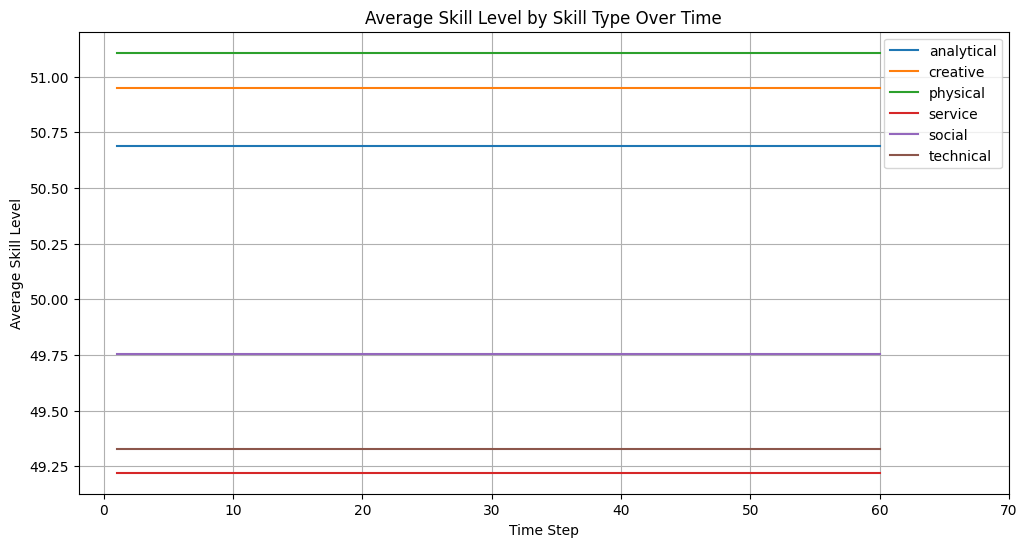 Average Skill Level by Skill Type Over Time
Average Skill Level
51.00
50.75
50.50
50.25
50.00
49.75
49.50
49.25
analytical
creative
physical
service
social
technical
0 10 20 30 40 50 60 70
Time Step